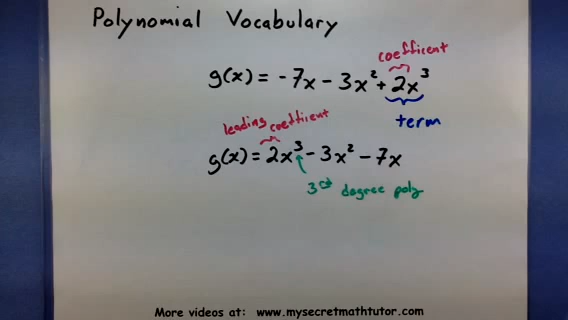 Polynomial Vocabulary
coefficent
g(x) = -7x - 3x² + 2x³
term
leading coefficent
g(x) = 2x³ - 3x² - 7x
3rd degree poly
More videos at: www.mysecretmathtutor.com